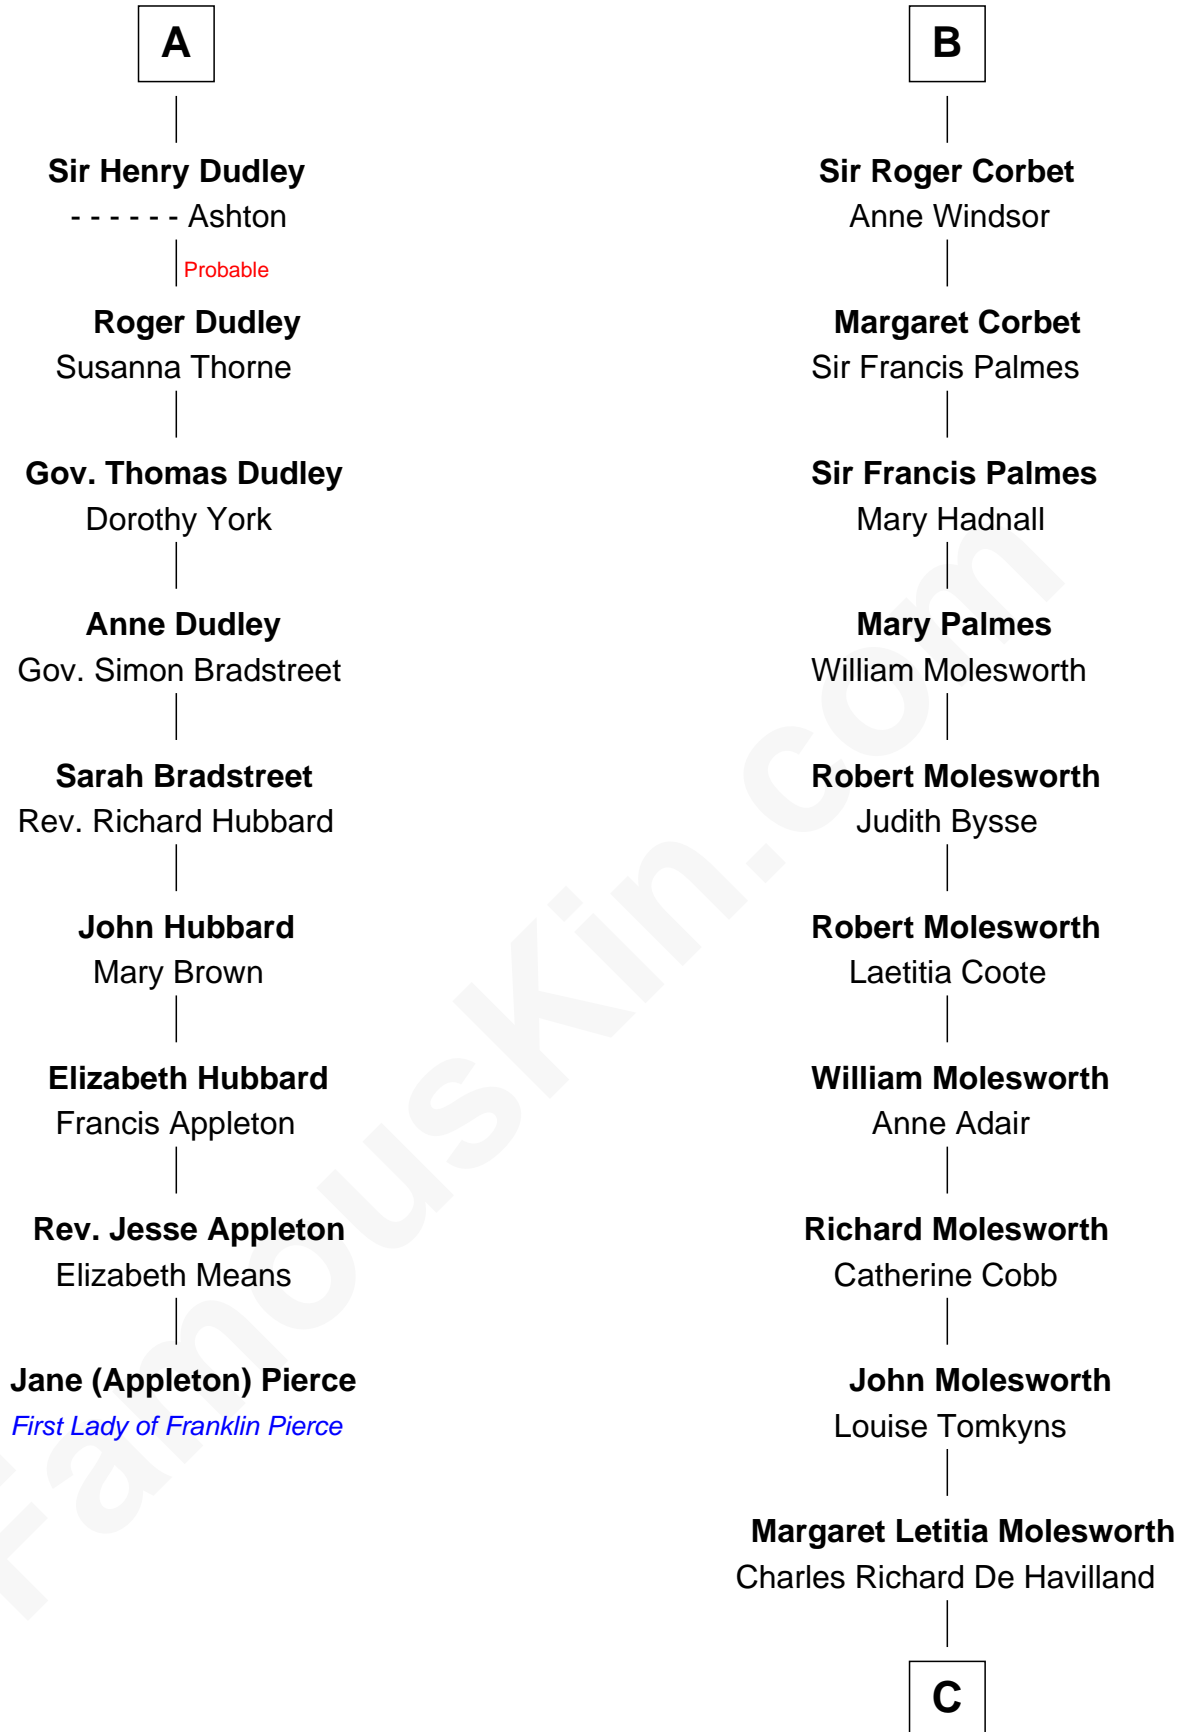 A
Sir Henry Dudley
- - - - - - Ashton
Probable
Roger Dudley
Susanna Thorne
Gov. Thomas Dudley
Dorothy York
Anne Dudley
Gov. Simon Bradstreet
Sarah Bradstreet
Rev. Richard Hubbard
John Hubbard
Mary Brown
Elizabeth Hubbard
Francis Appleton
Rev. Jesse Appleton
Elizabeth Means
Jane (Appleton) Pierce
First Lady of Franklin Pierce
B
Sir Roger Corbet
Anne Windsor
Margaret Corbet
Sir Francis Palmes
Sir Francis Palmes
Mary Hadnall
Mary Palmes
William Molesworth
Robert Molesworth
Judith Bysse
Robert Molesworth
Laetitia Coote
William Molesworth
Anne Adair
Richard Molesworth
Catherine Cobb
John Molesworth
Louise Tomkyns
Margaret Letitia Molesworth
Charles Richard De Havilland
C
FamousKin.com